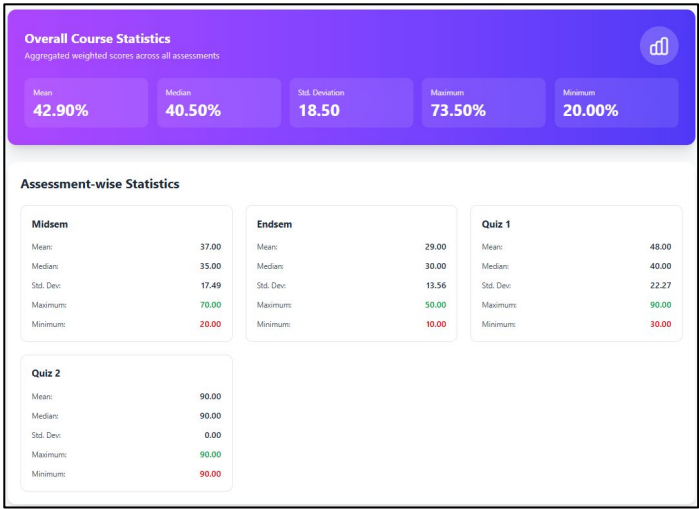 Overall Course Statistics
Aggregated weighted scores across all assessments
Mean Median Std. Deviation Maximum Minimum
42.90% 40.50% 18.50 73.50% 20.00%
Assessment-wise Statistics
Midsem
Mean: 37.00
Median: 35.00
Std. Dev: 17.49
Maximum: 70.00
Minimum: 20.00
Endsem
Mean: 29.00
Median: 30.00
Std. Dev: 13.56
Maximum: 50.00
Minimum: 10.00
Quiz 1
Mean: 48.00
Median: 40.00
Std. Dev: 22.27
Maximum: 90.00
Minimum: 30.00
Quiz 2
Mean: 90.00
Median: 90.00
Std. Dev: 0.00
Maximum: 90.00
Minimum: 90.00